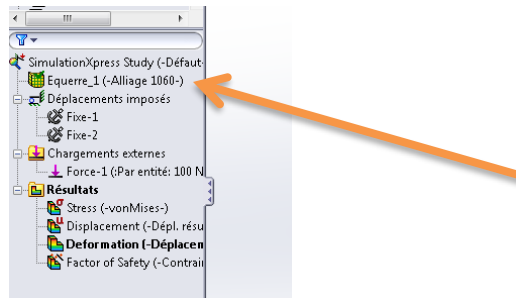 SimulationXpress Study (-Défaut-
Equerre_1 (-Alliage 1060-)
Déplacements imposés
Fixe-1
Fixe-2
Chargements externes
Force-1 (:Par entité: 100 N
Résultats
Stress (-vonMises-)
Displacement (-Dépl. résu
Deformation (-Déplacen
Factor of Safety (-Contrain